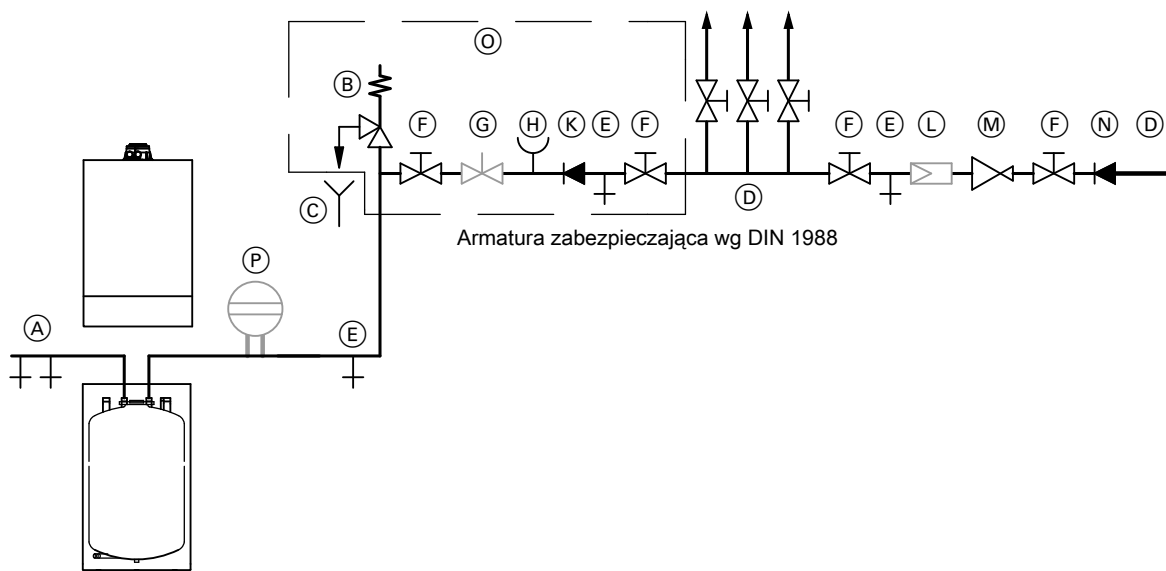 O
B
F G H K E F
F E L M F N D
C
D
Armatura zabezpieczająca wg DIN 1988
P
A
E